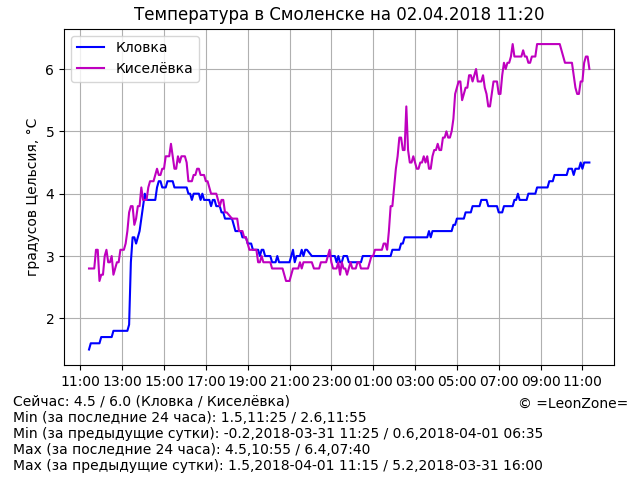 Температура в Смоленске на 02.04.2018 11:20
Кловка
Киселёвка
градусов Цельсия, °C
6
5
4
3
2
11:00 13:00 15:00 17:00 19:00 21:00 23:00 01:00 03:00 05:00 07:00 09:00 11:00
Сейчас: 4.5 / 6.0 (Кловка / Киселёвка)
© =LeonZone=
Min (за последние 24 часа): 1.5,11:25 / 2.6,11:55
Min (за предыдущие сутки): -0.2,2018-03-31 11:25 / 0.6,2018-04-01 06:35
Max (за последние 24 часа): 4.5,10:55 / 6.4,07:40
Max (за предыдущие сутки): 1.5,2018-04-01 11:15 / 5.2,2018-03-31 16:00